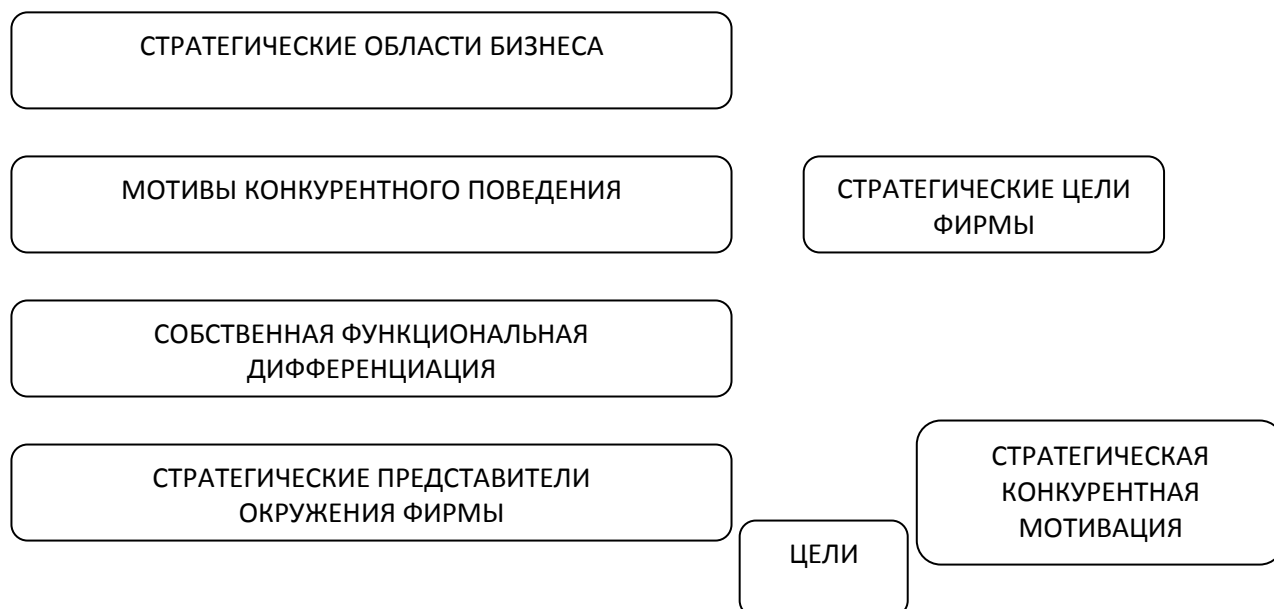 СТРАТЕГИЧЕСКИЕ ОБЛАСТИ БИЗНЕСА
МОТИВЫ КОНКУРЕНТНОГО ПОВЕДЕНИЯ
СТРАТЕГИЧЕСКИЕ ЦЕЛИ
ФИРМЫ
СОБСТВЕННАЯ ФУНКЦИОНАЛЬНАЯ
ДИФФЕРЕНЦИАЦИЯ
СТРАТЕГИЧЕСКИЕ ПРЕДСТАВИТЕЛИ
ОКРУЖЕНИЯ ФИРМЫ
СТРАТЕГИЧЕСКАЯ
КОНКУРЕНТНАЯ
МОТИВАЦИЯ
ЦЕЛИ